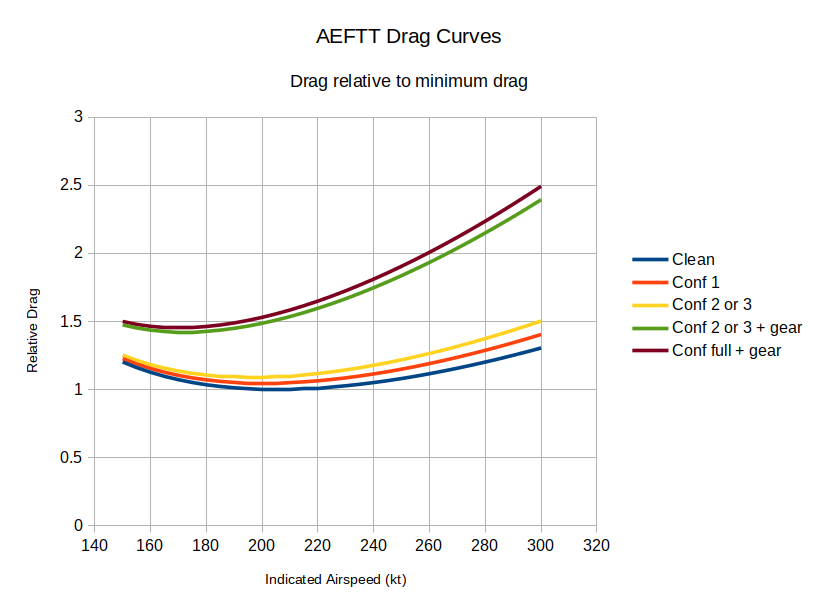 AEFTT Drag Curves
Drag relative to minimum drag
3
2.5
2
1.5
1
0.5
0
Relative Drag
140 160 180 200 220 240 260 280 300 320
Indicated Airspeed (kt)
Clean
Conf 1
Conf 2 or 3
Conf 2 or 3 + gear
Conf full + gear